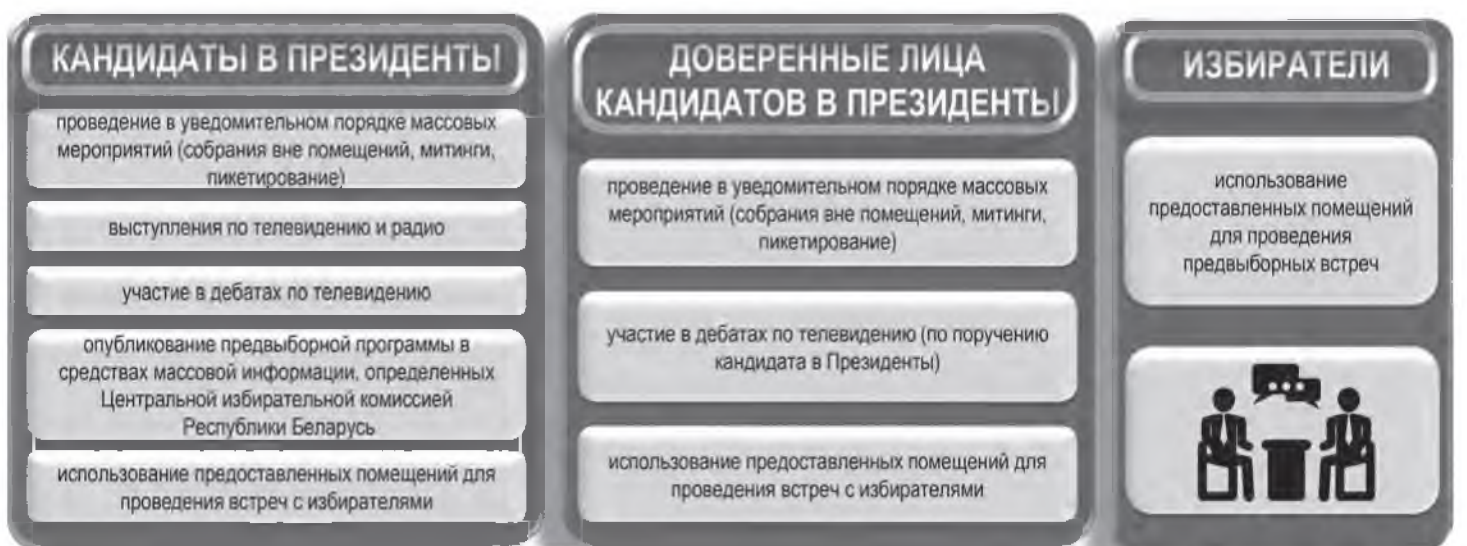 КАНДИДАТЫ В ПРЕЗИДЕНТЫ
проведение в уведомительном порядке массовых
мероприятий (собрания вне помещений, митинги,
пикетирование)
выступления по телевидению и радио
участие в дебатах по телевидению
опубликование предвыборной программы в
средствах массовой информации, определенных
Центральной избирательной комиссией
Республики Беларусь
использование предоставленных помещений для
проведения встреч с избирателями
ДОВЕРЕННЫЕ ЛИЦА
КАНДИДАТОВ В ПРЕЗИДЕНТЫ
проведение в уведомительном порядке массовых
мероприятий (собрания вне помещений, митинги,
пикетирование)
участие в дебатах по телевидению (по поручению
кандидата в Президенты)
использование предоставленных помещений для
проведения встреч с избирателями
ИЗБИРАТЕЛИ
использование
предоставленных помещений
для проведения
предвыборных встреч